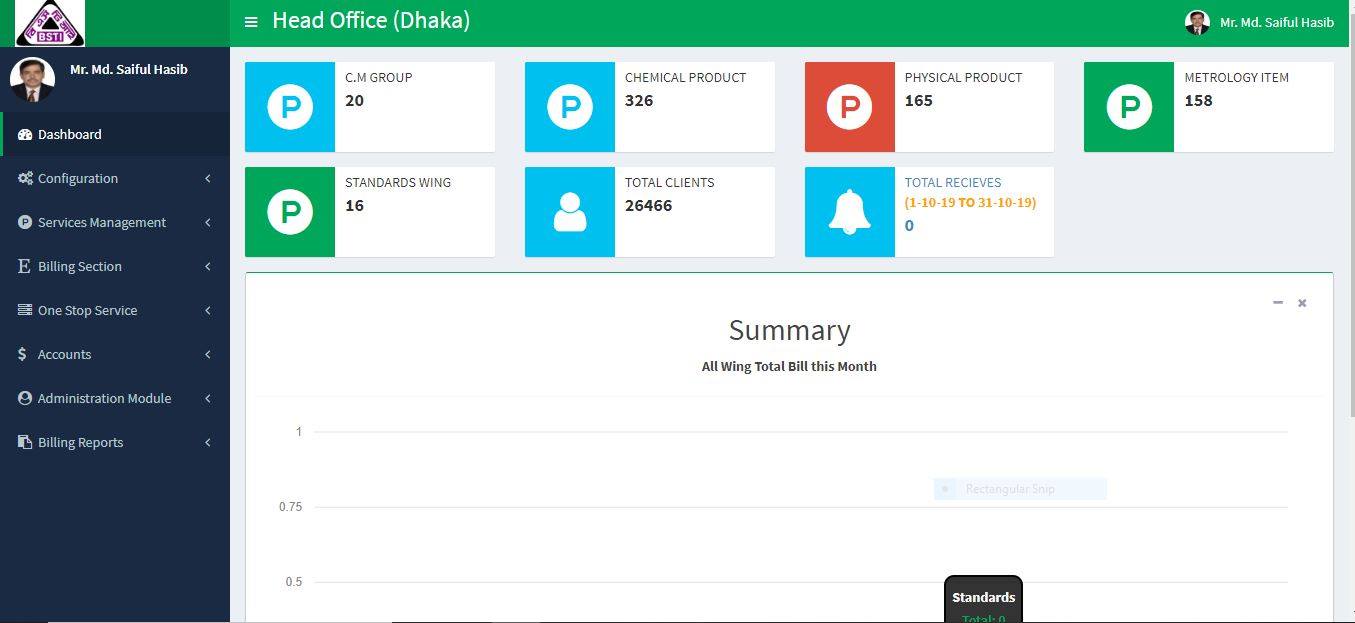 BSTI
Head Office (Dhaka)
Mr. Md. Saiful Hasib
Mr. Md. Saiful Hasib
Dashboard
Configuration
Services Management
Billing Section
One Stop Service
Accounts
Administration Module
Billing Reports
P
C.M GROUP
20
P
CHEMICAL PRODUCT
326
P
PHYSICAL PRODUCT
165
P
METROLOGY ITEM
158
P
STANDARDS WING
16
TOTAL CLIENTS
26466
TOTAL RECIEVES
(1-10-19 TO 31-10-19)
0
Summary
All Wing Total Bill this Month
1
0.75
0.5
Rectangular Snip
Standards
Total: 0